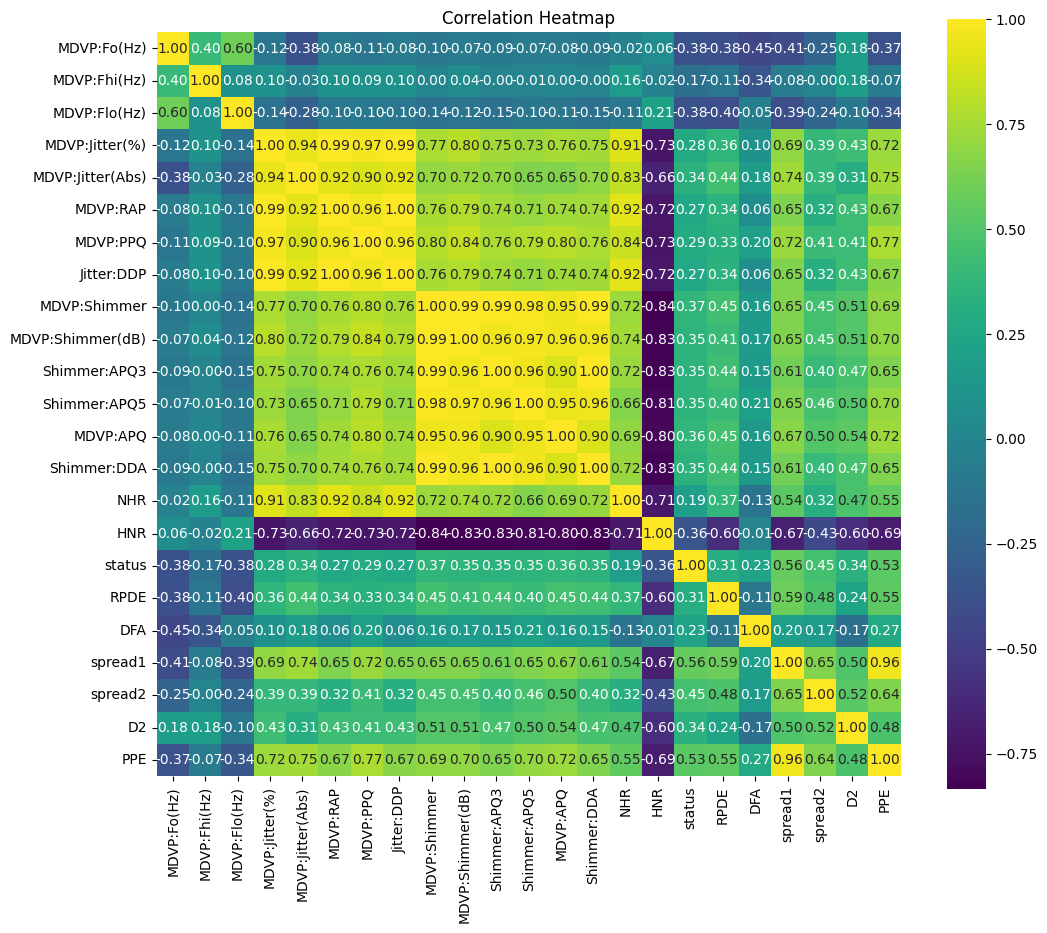 Correlation Heatmap
MDVP:Fo(Hz) 1.00 0.40 0.60 -0.12 -0.38 -0.08 -0.11 -0.08 -0.10 -0.07 -0.09 -0.07 -0.08 -0.09 -0.02 0.06 -0.38 -0.38 -0.45 -0.41 -0.25 0.18 -0.37
MDVP:Fhi(Hz) 0.40 1.00 0.08 0.10 -0.03 0.10 0.09 0.10 0.00 0.04 -0.00 -0.01 0.00 -0.00 0.16 -0.02 -0.17 -0.11 -0.34 -0.08 -0.00 0.18 -0.07
MDVP:Flo(Hz) 0.60 0.08 1.00 -0.14 -0.28 -0.10 -0.10 -0.10 -0.14 -0.12 -0.15 -0.10 -0.11 -0.15 -0.11 0.21 -0.38 -0.40 -0.05 -0.39 -0.24 -0.10 -0.34
MDVP:Jitter(%) -0.12 0.10 -0.14 1.00 0.94 0.99 0.97 0.99 0.77 0.80 0.75 0.73 0.76 0.75 0.91 -0.73 0.28 0.36 0.10 0.69 0.39 0.43 0.72
MDVP:Jitter(Abs) -0.38 -0.03 -0.28 0.94 1.00 0.92 0.90 0.92 0.70 0.72 0.70 0.65 0.65 0.70 0.83 -0.66 0.34 0.44 0.18 0.74 0.39 0.31 0.75
MDVP:RAP -0.08 0.10 -0.10 0.99 0.92 1.00 0.96 1.00 0.76 0.79 0.74 0.71 0.74 0.74 0.92 -0.72 0.27 0.34 0.06 0.65 0.32 0.43 0.67
MDVP:PPQ -0.11 0.09 -0.10 0.97 0.90 0.96 1.00 0.96 0.80 0.84 0.76 0.79 0.80 0.76 0.84 -0.73 0.29 0.33 0.20 0.72 0.41 0.41 0.77
Jitter:DDP -0.08 0.10 -0.10 0.99 0.92 1.00 0.96 1.00 0.76 0.79 0.74 0.71 0.74 0.74 0.92 -0.72 0.27 0.34 0.06 0.65 0.32 0.43 0.67
MDVP:Shimmer -0.10 0.00 -0.14 0.77 0.70 0.76 0.80 0.76 1.00 0.99 0.99 0.98 0.95 0.99 0.72 -0.84 0.37 0.45 0.16 0.65 0.45 0.51 0.69
MDVP:Shimmer(dB) -0.07 0.04 -0.12 0.80 0.72 0.79 0.84 0.79 0.99 1.00 0.96 0.97 0.96 0.96 0.74 -0.83 0.35 0.41 0.17 0.65 0.45 0.51 0.70
Shimmer:APQ3 -0.09 -0.00 -0.15 0.75 0.70 0.74 0.76 0.74 0.99 0.96 1.00 0.96 0.90 1.00 0.72 -0.83 0.35 0.44 0.15 0.61 0.40 0.47 0.65
Shimmer:APQ5 -0.07 -0.01 -0.10 0.73 0.65 0.71 0.79 0.71 0.98 0.97 0.96 1.00 0.95 0.96 0.66 -0.81 0.35 0.40 0.21 0.65 0.46 0.50 0.70
MDVP:APQ -0.08 0.00 -0.11 0.76 0.65 0.74 0.80 0.74 0.95 0.96 0.90 0.95 1.00 0.90 0.69 -0.80 0.36 0.45 0.16 0.67 0.50 0.54 0.72
Shimmer:DDA -0.09 -0.00 -0.15 0.75 0.70 0.74 0.76 0.74 0.99 0.96 1.00 0.96 0.90 1.00 0.72 -0.83 0.35 0.44 0.15 0.61 0.40 0.47 0.65
NHR -0.02 0.16 -0.11 0.91 0.83 0.92 0.84 0.92 0.72 0.74 0.72 0.66 0.69 0.72 1.00 -0.71 0.19 0.37 -0.13 0.54 0.32 0.47 0.55
HNR 0.06 -0.02 0.21 -0.73 -0.66 -0.72 -0.73 -0.72 -0.84 -0.83 -0.83 -0.81 -0.80 -0.83 -0.71 1.00 -0.36 -0.60 -0.01 -0.67 -0.43 -0.60 -0.69
status -0.38 -0.17 -0.38 0.28 0.34 0.27 0.29 0.27 0.37 0.35 0.35 0.35 0.36 0.35 0.19 -0.36 1.00 0.31 0.23 0.56 0.45 0.34 0.53
RPDE -0.38 -0.11 -0.40 0.36 0.44 0.34 0.33 0.34 0.45 0.41 0.44 0.40 0.45 0.44 0.37 -0.60 0.31 1.00 -0.11 0.59 0.48 0.24 0.55
DFA -0.45 -0.34 -0.05 0.10 0.18 0.06 0.20 0.06 0.16 0.17 0.15 0.21 0.16 0.15 -0.13 -0.01 0.23 -0.11 1.00 0.20 0.17 -0.17 0.27
spread1 -0.41 -0.08 -0.39 0.69 0.74 0.65 0.72 0.65 0.65 0.65 0.61 0.65 0.67 0.61 0.54 -0.67 0.56 0.59 0.20 1.00 0.65 0.50 0.96
spread2 -0.25 -0.00 -0.24 0.39 0.39 0.32 0.41 0.32 0.45 0.45 0.40 0.46 0.50 0.40 0.32 -0.43 0.45 0.48 0.17 0.65 1.00 0.52 0.64
D2 0.18 0.18 -0.10 0.43 0.31 0.43 0.41 0.43 0.51 0.51 0.47 0.50 0.54 0.47 0.47 -0.60 0.34 0.24 -0.17 0.50 0.52 1.00 0.48
PPE -0.37 -0.07 -0.34 0.72 0.75 0.67 0.77 0.67 0.69 0.70 0.65 0.70 0.72 0.65 0.55 -0.69 0.53 0.55 0.27 0.96 0.64 0.48 1.00
MDVP:Fo(Hz)
MDVP:Fhi(Hz)
MDVP:Flo(Hz)
MDVP:Jitter(%)
MDVP:Jitter(Abs)
MDVP:RAP
MDVP:PPQ
Jitter:DDP
MDVP:Shimmer
MDVP:Shimmer(dB)
Shimmer:APQ3
Shimmer:APQ5
MDVP:APQ
Shimmer:DDA
NHR
HNR
status
RPDE
DFA
spread1
spread2
D2
PPE
1.00
0.75
0.50
0.25
0.00
−0.25
−0.50
−0.75